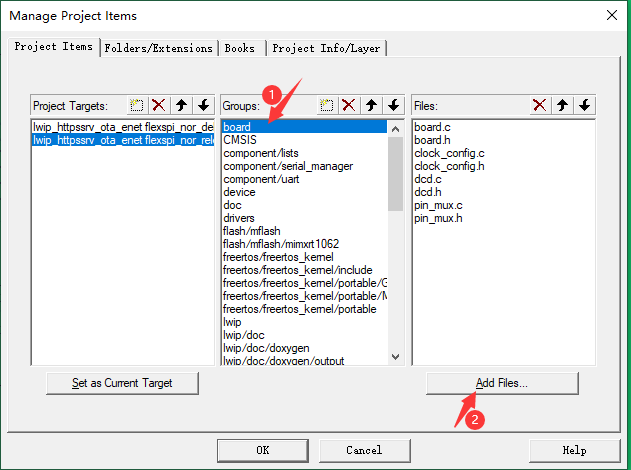 Manage Project Items
Project Items Folders/Extensions Books Project Info/Layer
Project Targets:
lwip_httpssrv_ota_enet flexspi_nor_de
lwip_httpssrv_ota_enet flexspi_nor_rele
Set as Current Target
1
Groups:
board
CMSIS
component/lists
component/serial_manager
component/uart
device
doc
drivers
flash/mflash
flash/mflash/mimxrt1062
freertos/freertos_kernel
freertos/freertos_kernel/include
freertos/freertos_kernel/portable/G
freertos/freertos_kernel/portable/M
freertos/freertos_kernel/portable
lwip
lwip/doc
lwip/doc/doxygen
lwip/doc/doxygen/output
Files:
board.c
board.h
clock_config.c
clock_config.h
dcd.c
dcd.h
pin_mux.c
pin_mux.h
Add Files...
2
OK Cancel Help